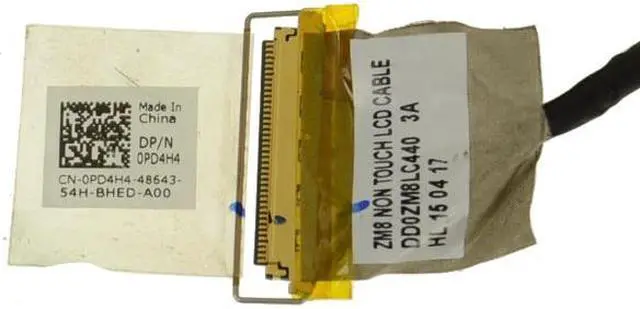 Made In
China
DP/N
0PD4H4
CN-0PD4H4-48643-
54H-BHED-A00
ZM8 NON TOUCH LCD CABLE
DD0ZM8LC440 3A
HL 15 04 17